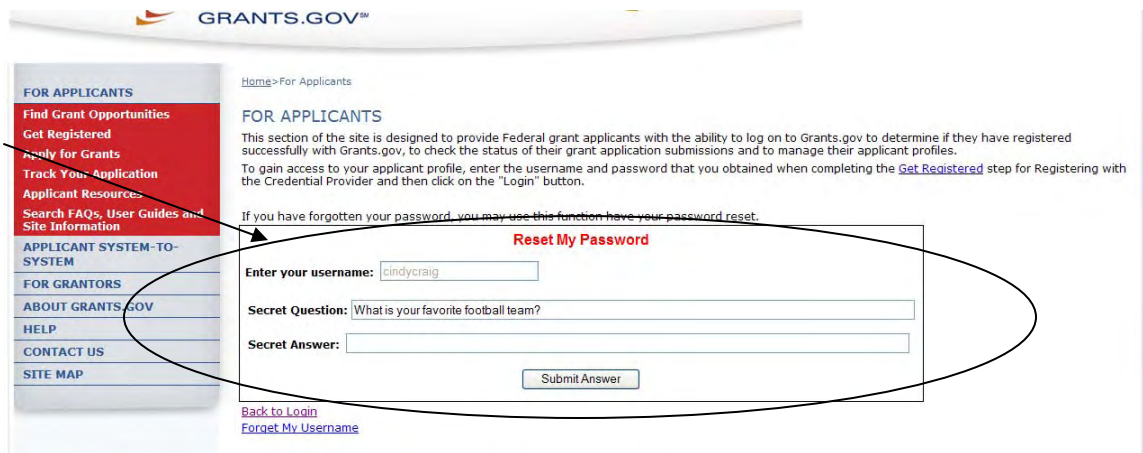 GRANTS.GOV℠
FOR APPLICANTS
Find Grant Opportunities
Get Registered
Apply for Grants
Track Your Application
Applicant Resources
Search FAQs, User Guides and
Site Information
APPLICANT SYSTEM-TO-
SYSTEM
FOR GRANTORS
ABOUT GRANTS.GOV
HELP
CONTACT US
SITE MAP
Home>For Applicants
FOR APPLICANTS
This section of the site is designed to provide Federal grant applicants with the ability to log on to Grants.gov to determine if they have registered
successfully with Grants.gov, to check the status of their grant application submissions and to manage their applicant profiles.
To gain access to your applicant profile, enter the username and password that you obtained when completing the Get Registered step for Registering with
the Credential Provider and then click on the "Login" button.
If you have forgotten your password, you may use this function have your password reset.
Reset My Password
Enter your username: cindycraig
Secret Question: What is your favorite football team?
Secret Answer:
Submit Answer
Back to Login
Forget My Username